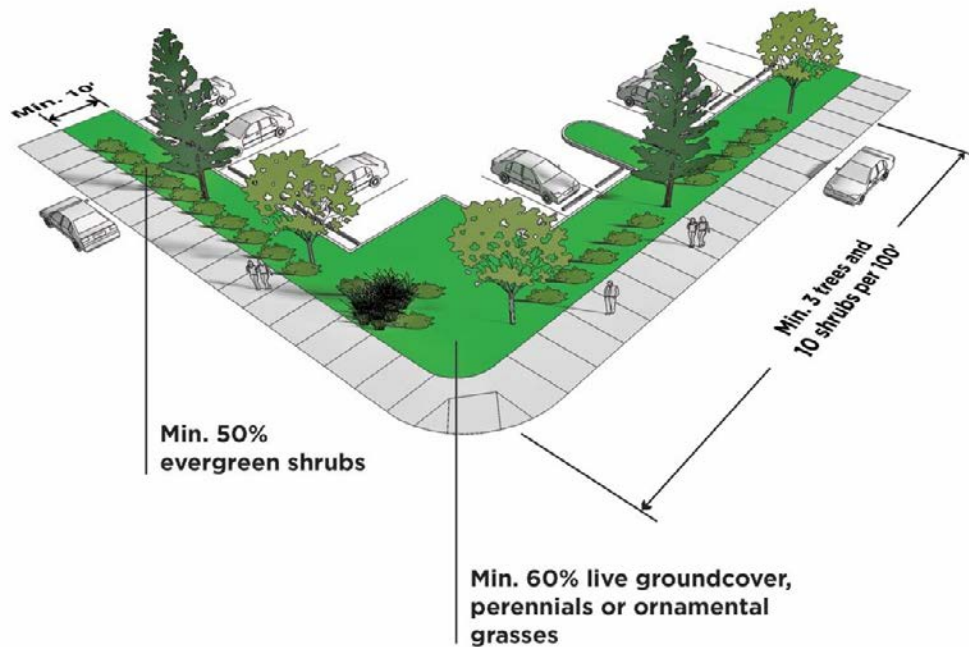 Min. 10'
Min. 3 trees and
10 shrubs per 100'
Min. 50%
evergreen shrubs
Min. 60% live groundcover,
perennials or ornamental
grasses